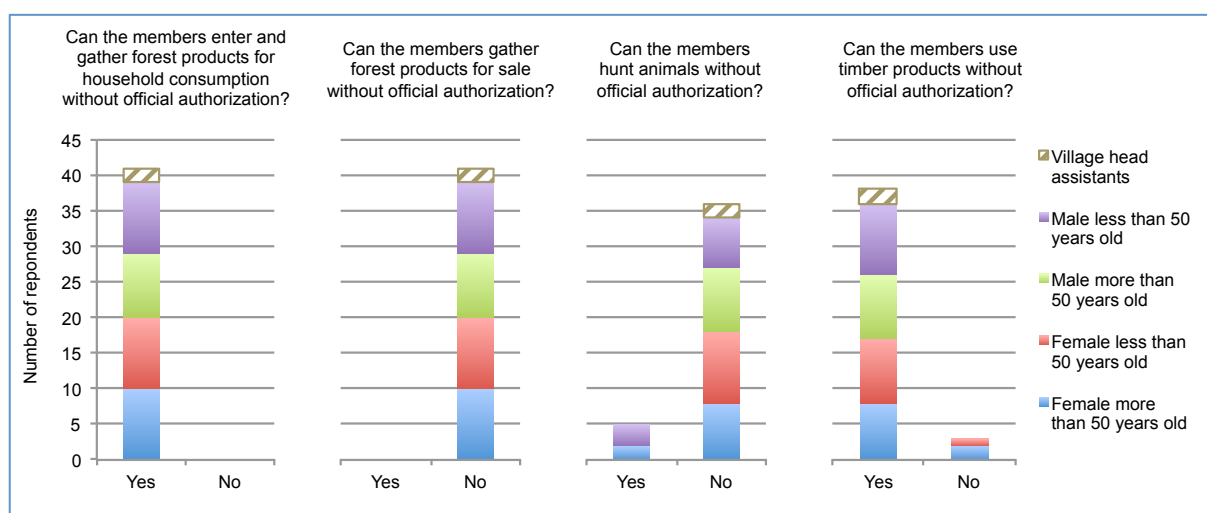 Can the members enter and
gather forest products for
household consumption
without official authorization?
Can the members gather
forest products for sale
without official authorization?
Can the members
hunt animals without
official authorization?
Can the members use
timber products without
official authorization?
Number of repondents
45
40
35
30
25
20
15
10
5
0
Yes
No
Yes
No
Yes
No
Yes
No
Village head
assistants
Male less than 50
years old
Male more than
50 years old
Female less than
50 years old
Female more
than 50 years old